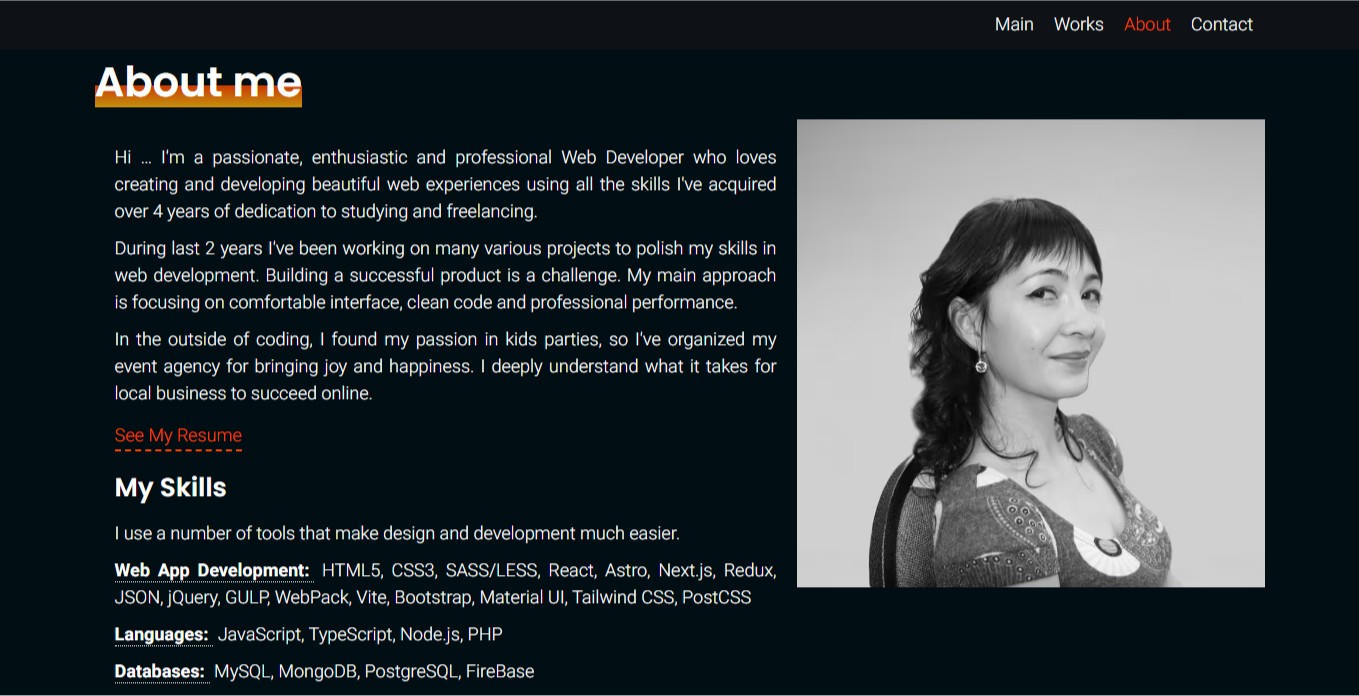 Main Works About Contact
About me
Hi ... I'm a passionate, enthusiastic and professional Web Developer who loves
creating and developing beautiful web experiences using all the skills I've acquired
over 4 years of dedication to studying and freelancing.
During last 2 years I've been working on many various projects to polish my skills in
web development. Building a successful product is a challenge. My main approach
is focusing on comfortable interface, clean code and professional performance.
In the outside of coding, I found my passion in kids parties, so I've organized my
event agency for bringing joy and happiness. I deeply understand what it takes for
local business to succeed online.
See My Resume
My Skills
I use a number of tools that make design and development much easier.
Web App Development: HTML5, CSS3, SASS/LESS, React, Astro, Next.js, Redux,
JSON, jQuery, GULP, WebPack, Vite, Bootstrap, Material UI, Tailwind CSS, PostCSS
Languages: JavaScript, TypeScript, Node.js, PHP
Databases: MySQL, MongoDB, PostgreSQL, FireBase